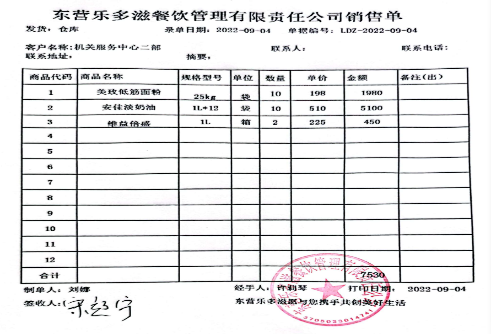 东营乐多滋餐饮管理有限责任公司销售单
发货：仓库 录单日期：2022-09-04 单据编号：LDZ-2022-09-04
客户名称:机关服务中心二部 联系人： 联系电话：
联系地址： 摘要：
商品代码 商品名称 规格型号 单位 数量 单价 金额 备注(出)
1 美玫低筋面粉 25kg 袋 10 198 1980
2 安佳淡奶油 1L*12 袋 10 510 5100
3 维益倍盛 1L 箱 2 225 450
4
5
6
7
8
9
10
11
12
合计 7530
制单人：刘娜 经手人：许莉琴 打印日期：2022-09-04
签收人:( 东营乐多滋愿与您携手共创美好生活